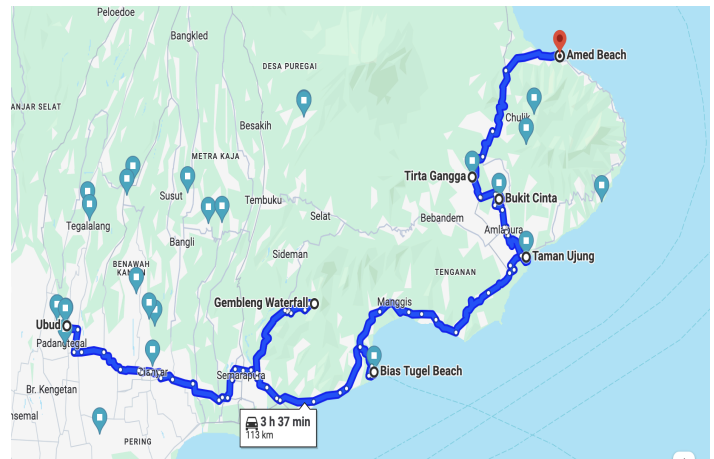 Peloedoe
Bangkled
Amed Beach
DESA PUREGAI
ANJAR SELAT
Chulik
Besakih
METRA KAJA
Tirta Gangga
Susut
Tembuku
Bukit Cinta
Selat
Bebandem
Tegalalang
Amlapura
Bangli
Taman Ujung
Sideman
BENAWAH
TENGANAN
Gembleng Waterfall
Manggis
Ubud
Padangtegal
Semarapura
Bias Tugel Beach
Gianyar
Br. Kengetan
nsemal
3 h 37 min
113 km
PERING